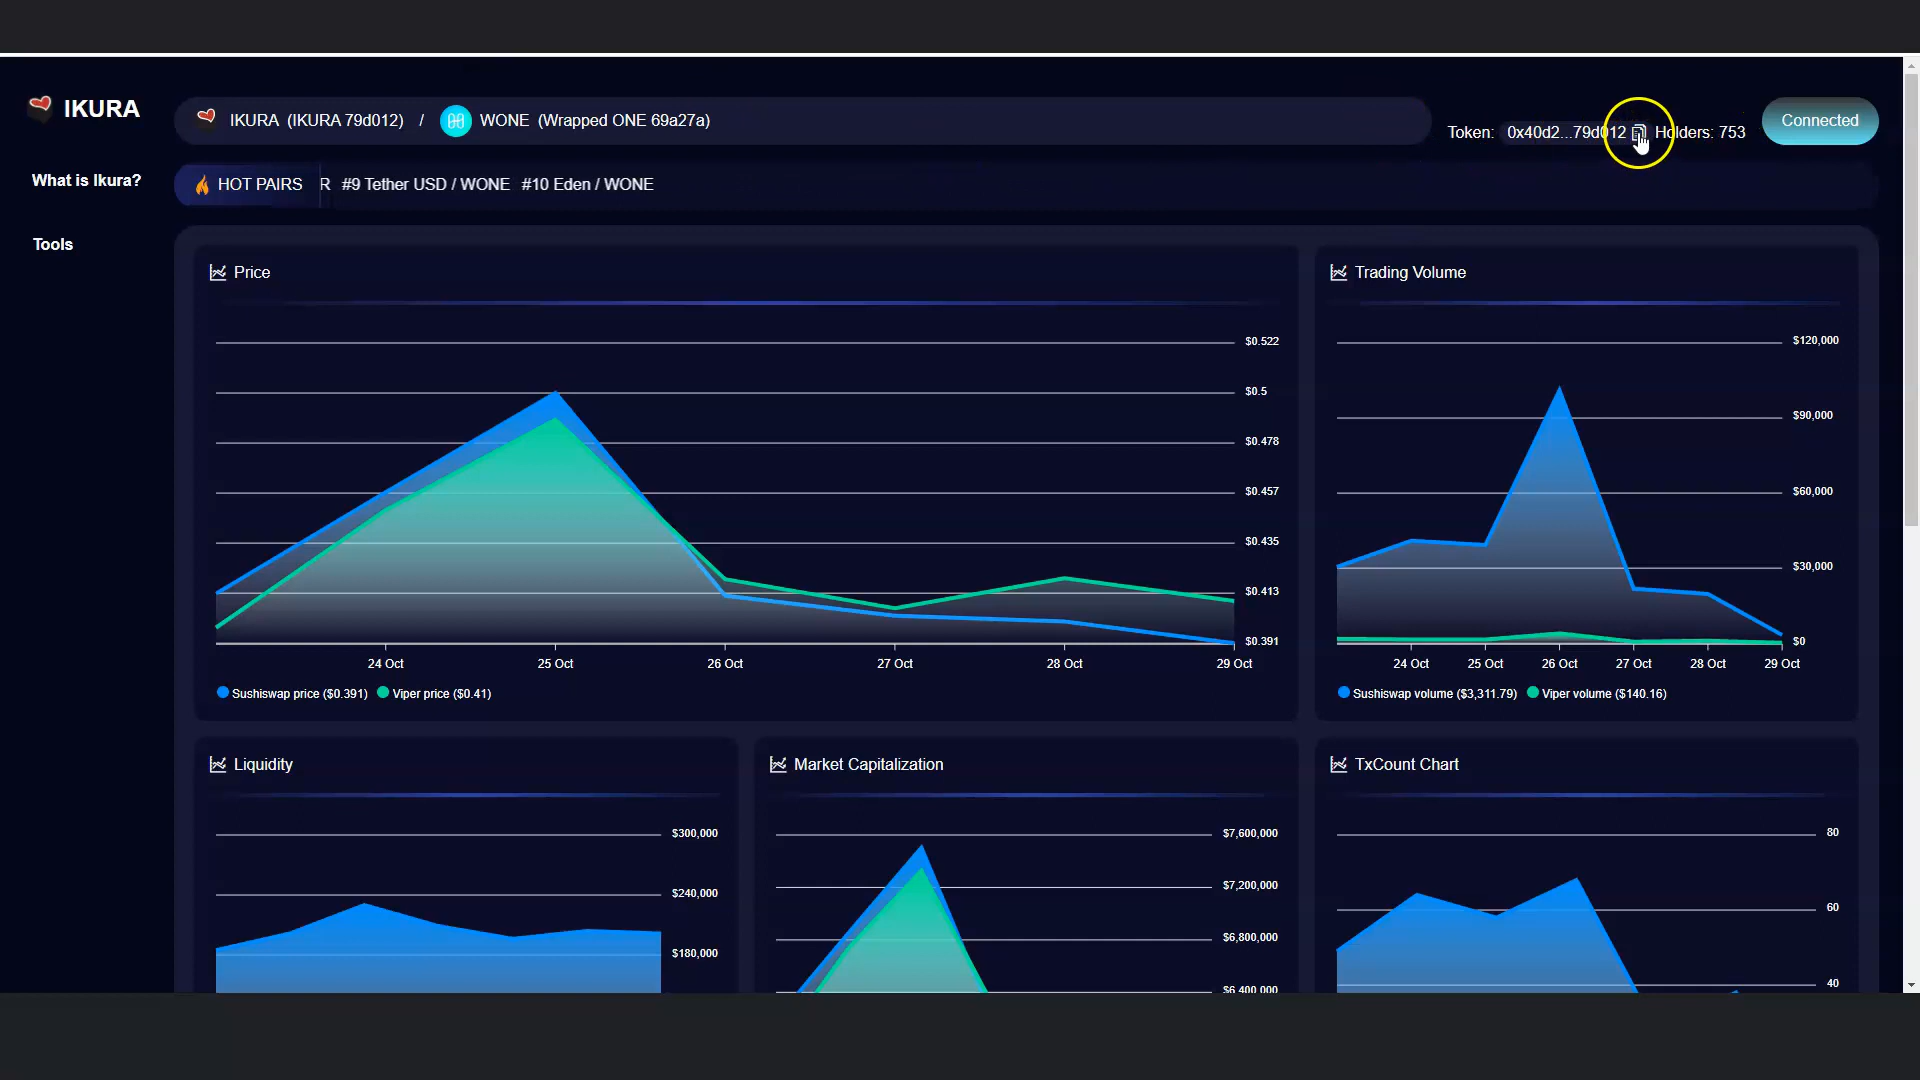 IKURA
IKURA (IKURA 79d012) / WONE (Wrapped ONE 69a27a)
Token: 0x40d2...79d012 Holders: 753
Connected
What is Ikura?
Tools
HOT PAIRS
R #9 Tether USD / WONE #10 Eden / WONE
Price
$0.522
$0.5
$0.478
$0.457
$0.435
$0.413
$0.391
24 Oct 25 Oct 26 Oct 27 Oct 28 Oct 29 Oct
Sushiswap price ($0.391) Viper price ($0.41)
Trading Volume
$120,000
$90,000
$60,000
$30,000
$0
24 Oct 25 Oct 26 Oct 27 Oct 28 Oct 29 Oct
Sushiswap volume ($3,311.79) Viper volume ($140.16)
Liquidity
$300,000
$240,000
$180,000
Market Capitalization
$7,600,000
$7,200,000
$6,800,000
$6,400,000
TxCount Chart
80
60
40